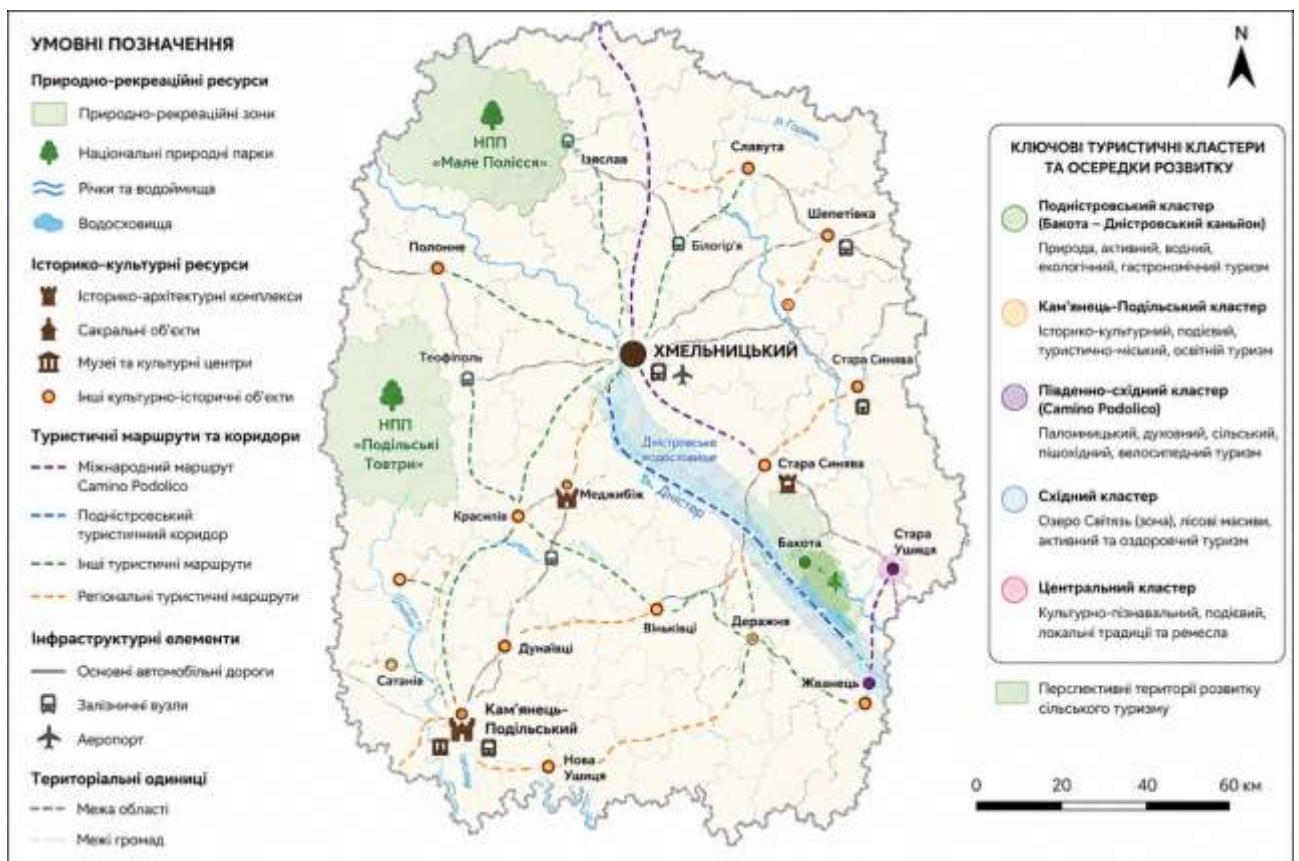 УМОВНІ ПОЗНАЧЕННЯ
Природно-рекреаційні ресурси
Природно-рекреаційні зони
Національні природні парки
Річки та водоймища
Водосховища
Історико-культурні ресурси
Історико-архітектурні комплекси
Сакральні об'єкти
Музеї та культурні центри
Інші культурно-історичні об'єкти
Туристичні маршрути та коридори
Міжнародний маршрут
Camino Podolico
Подністровський
туристичний коридор
Інші туристичні маршрути
Регіональні туристичні маршрути
Інфраструктурні елементи
Основні автомобільні дороги
Залізничні вузли
Аеропорт
Територіальні одиниці
Межа області
Межі громад
НПП
«Мале Полісся»
Ізяслав
Славута
р. Горинь
Шепетівка
Білогір'я
Полонне
ХМЕЛЬНИЦЬКИЙ
Теофіполь
Стара Синява
НПП
«Подільські
Товтри»
Дністровське
водосховище
Дністер
Стара Синява
Меджибіж
Красилів
Бакота
Стара
Ушиця
Віньківці
Деражня
Дунаївці
Сатанів
Жванець
Кам'янець-
Подільський
Нова
Ушиця
N
КЛЮЧОВІ ТУРИСТИЧНІ КЛАСТЕРИ
ТА ОСЕРЕДКИ РОЗВИТКУ
Подністровський кластер
(Бакота – Дністровський каньйон)
Природа, активний, водний,
екологічний, гастрономічний туризм
Кам'янець-Подільський кластер
Історико-культурний, подієвий,
туристично-міський, освітній туризм
Південно-східний кластер
(Camino Podolico)
Паломницький, духовний, сільський,
пішохідний, велосипедний туризм
Східний кластер
Озеро Світязь (зона), лісові масиви,
активний та оздоровчий туризм
Центральний кластер
Культурно-пізнавальний, подієвий,
локальні традиції та ремесла
Перспективні території розвитку
сільського туризму
0 20 40 60 км